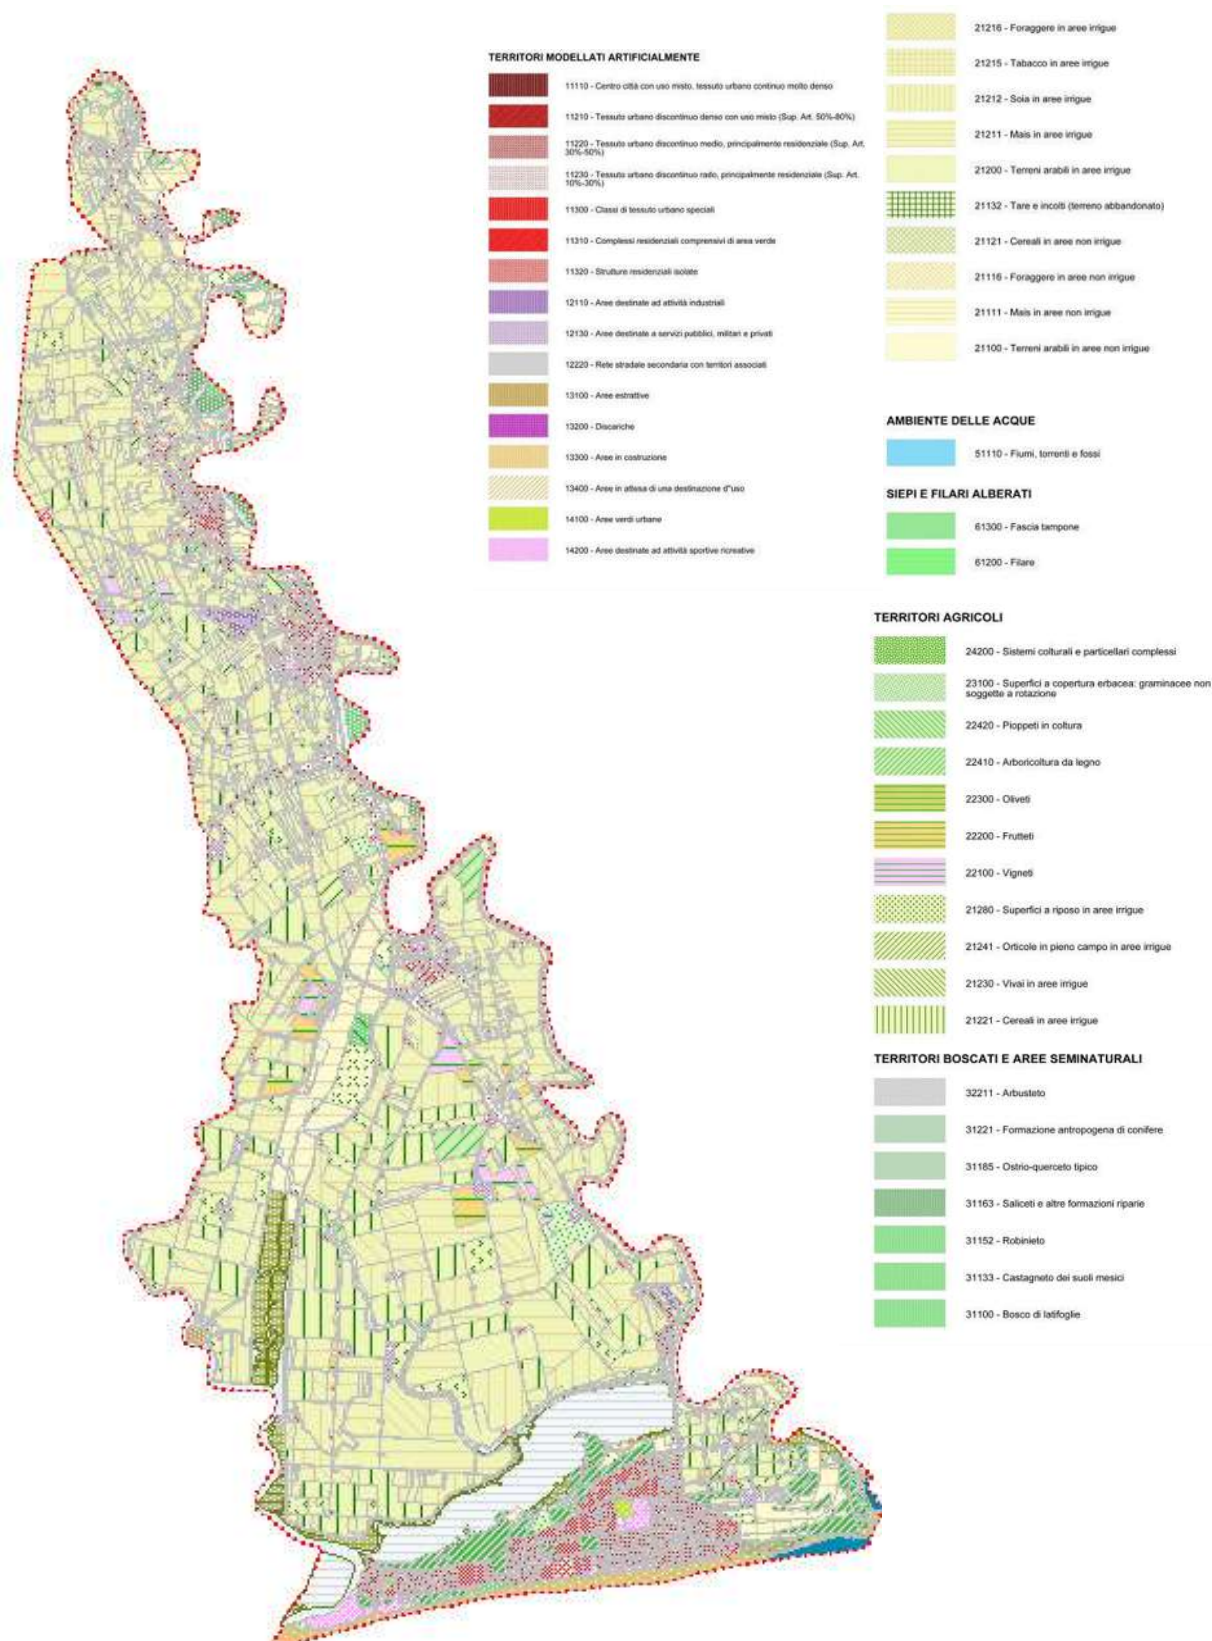 TERRITORI MODELLATI ARTIFICIALMENTE
11110 - Centro città con uso misto, tessuto urbano continuo molto denso
11210 - Tessuto urbano discontinuo denso con uso misto (Sup. Art. 50%-80%)
11220 - Tessuto urbano discontinuo medio, principalmente residenziale (Sup. Art.
30%-50%)
11230 - Tessuto urbano discontinuo rado, principalmente residenziale (Sup. Art.
10%-30%)
11300 - Classi di tessuto urbano speciali
11310 - Complessi residenziali comprensivi di area verde
11320 - Strutture residenziali isolate
12110 - Aree destinate ad attività industriali
12130 - Aree destinate a servizi pubblici, militari e privati
12220 - Rete stradale secondaria con territori associati
13100 - Aree estrattive
13200 - Discariche
13300 - Aree in costruzione
13400 - Aree in attesa di una destinazione d"uso
14100 - Aree verdi urbane
14200 - Aree destinate ad attività sportive ricreative
21216 - Foraggere in aree irrigue
21215 - Tabacco in aree irrigue
21212 - Soia in aree irrigue
21211 - Mais in aree irrigue
21200 - Terreni arabili in aree irrigue
21132 - Tare e incolti (terreno abbandonato)
21121 - Cereali in aree non irrigue
21116 - Foraggere in aree non irrigue
21111 - Mais in aree non irrigue
21100 - Terreni arabili in aree non irrigue
AMBIENTE DELLE ACQUE
51110 - Fiumi, torrenti e fossi
SIEPI E FILARI ALBERATI
61300 - Fascia tampone
61200 - Filare
TERRITORI AGRICOLI
24200 - Sistemi colturali e particellari complessi
23100 - Superfici a copertura erbacea: graminacee non
soggette a rotazione
22420 - Pioppeti in coltura
22410 - Arboricoltura da legno
22300 - Oliveti
22200 - Frutteti
22100 - Vigneti
21280 - Superfici a riposo in aree irrigue
21241 - Orticole in pieno campo in aree irrigue
21230 - Vivai in aree irrigue
21221 - Cereali in aree irrigue
TERRITORI BOSCATI E AREE SEMINATURALI
32211 - Arbusteto
31221 - Formazione antropogena di conifere
31185 - Ostrio-querceto tipico
31163 - Saliceti e altre formazioni riparie
31152 - Robinieto
31133 - Castagneto dei suoli mesici
31100 - Bosco di latifoglie